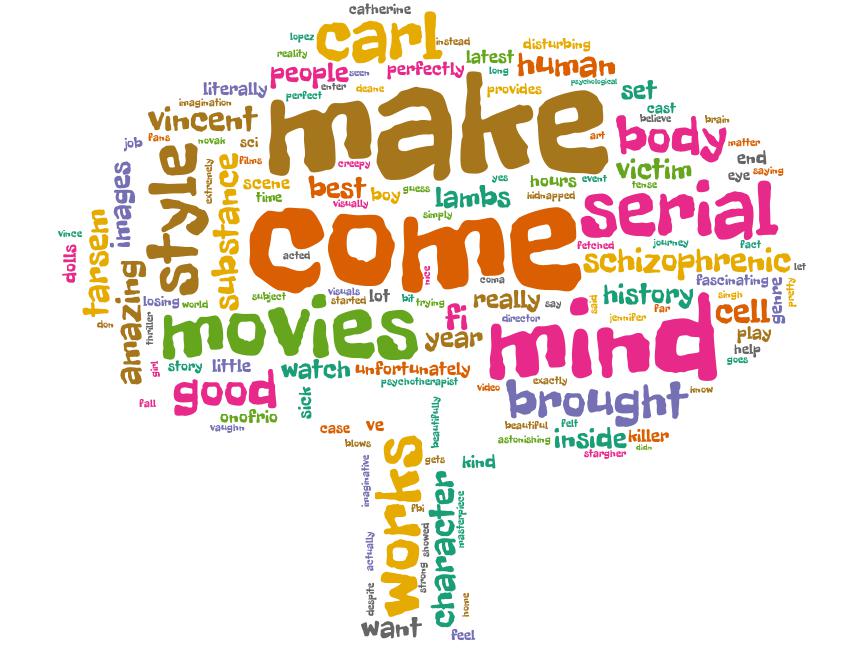 catherine
lopez carl instead disturbing
reality latest
people seen perfectly long human
literally enter deane provides psychological set
imagination perfect cast
vincent make believe brain
job fans novak sci art body matter
style films creepy victim end
images extremely scene best boy guess yes hours event tense eye saying
time visually lambs kidnapped
substance simply serial
tarsem come
vince fetched journey fact
dolls acted nice schizophrenic let
amazing coma fascinating
losing world subject visuals started lot bit trying really say said history singh genre pretty
don thriller movies fi director jennifer far cell
year mind play
help
girl story little watch unfortunately goes
good psychotherapist video exactly
fall sick brought know
onofrio
vaughn case ve beautifully beautiful felt
blows astonishing inside killer
works gets kind stargher didn
imaginative character masterpiece
fbi
actually showed
strong
despite home
want feel